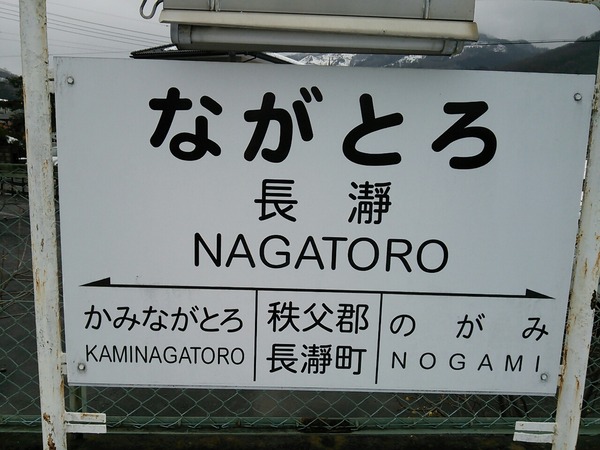 ながとろ
長瀞
NAGATORO
かみながとろ
KAMINAGATORO
秩父郡
長瀞町
のがみ
NOGAMI